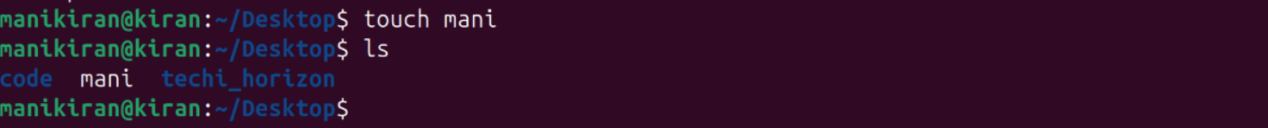 manikiran@kiran:~/Desktop$ touch mani
manikiran@kiran:~/Desktop$ ls
code  mani  techi_horizon
manikiran@kiran:~/Desktop$